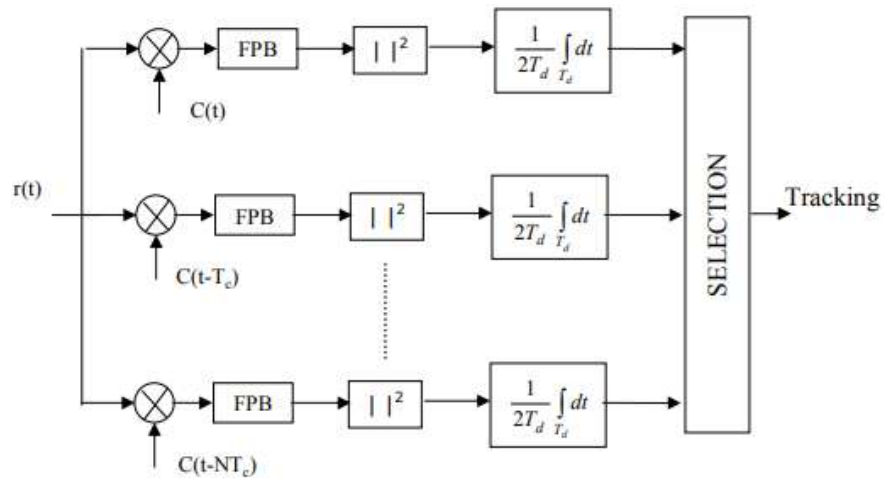 FPB
| |²
1/2T_d ∫_{T_d} dt
C(t)
r(t)
FPB
| |²
1/2T_d ∫_{T_d} dt
C(t-T_c)
SELECTION
Tracking
FPB
| |²
1/2T_d ∫_{T_d} dt
C(t-NT_c)